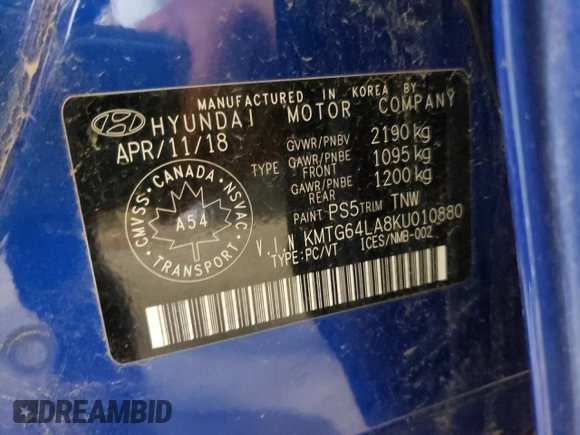 MANUFACTURED IN KOREA BY
HYUNDAI MOTOR COMPANY
APR/11/18
GVWR/PNBV 2190 kg
TYPE GAWR/PNBE FRONT 1095 kg
GAWR/PNBE REAR 1200 kg
PAINT PS5 TRIM TNW
V.I.N KMTG64LA8KU010880
TYPE:PC/VT ICES/NMB-002
CMVSS · CANADA · NSVAC
A54
TRANSPORT
DREAMBID